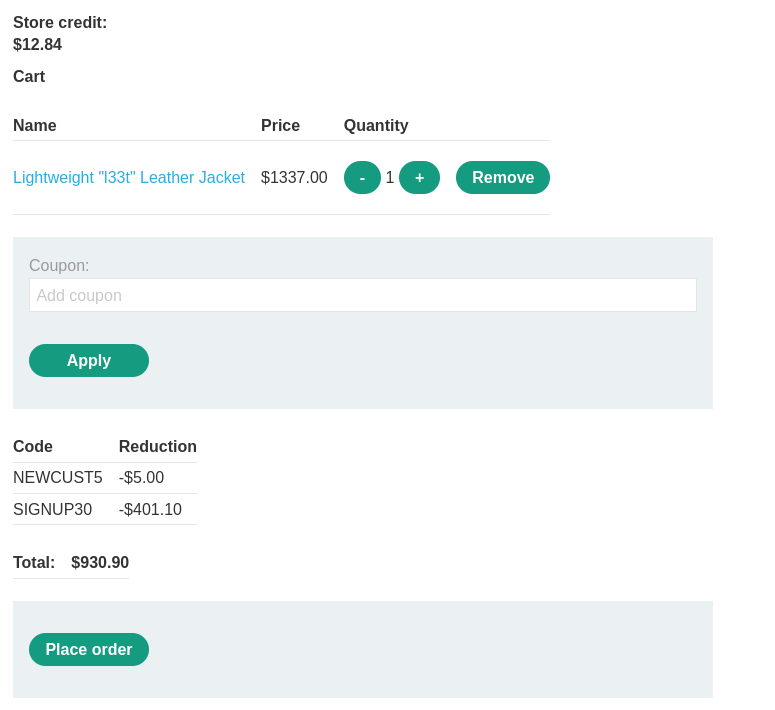 Store credit:
$12.84
Cart
Name Price Quantity
Lightweight "l33t" Leather Jacket $1337.00 - 1 + Remove
Coupon:
Add coupon
Apply
Code Reduction
NEWCUST5 -$5.00
SIGNUP30 -$401.10
Total: $930.90
Place order